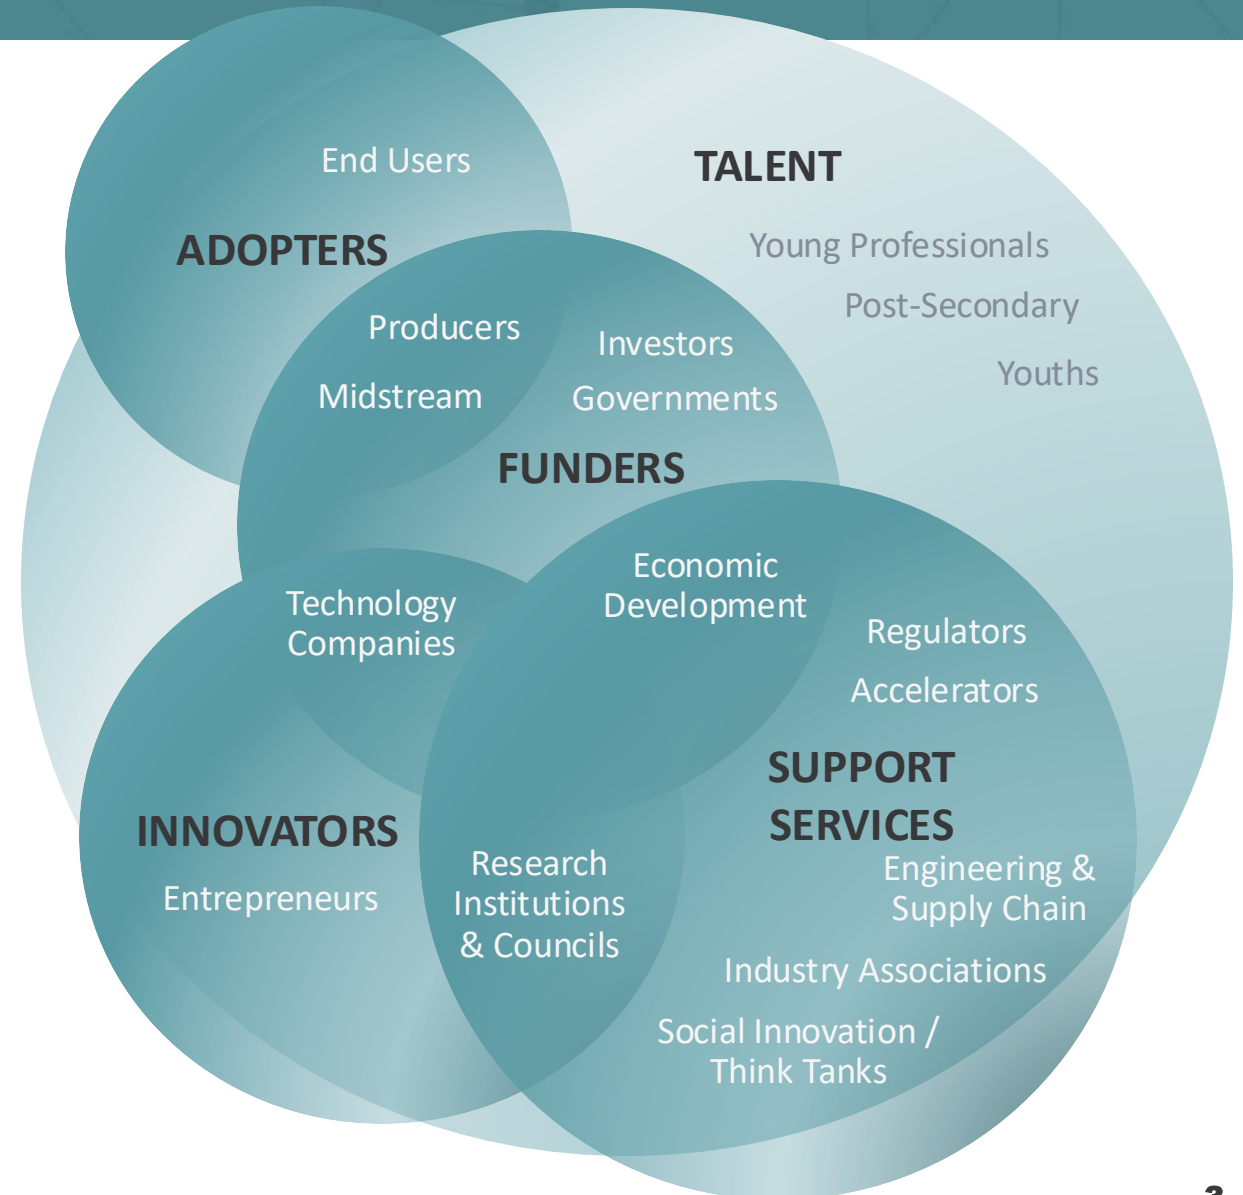 End Users
ADOPTERS
TALENT
Young Professionals
Post-Secondary
Youths
Producers
Midstream
Investors
Governments
FUNDERS
Technology
Companies
Economic
Development
Regulators
Accelerators
SUPPORT
SERVICES
INNOVATORS
Entrepreneurs
Research
Institutions
& Councils
Engineering &
Supply Chain
Industry Associations
Social Innovation /
Think Tanks